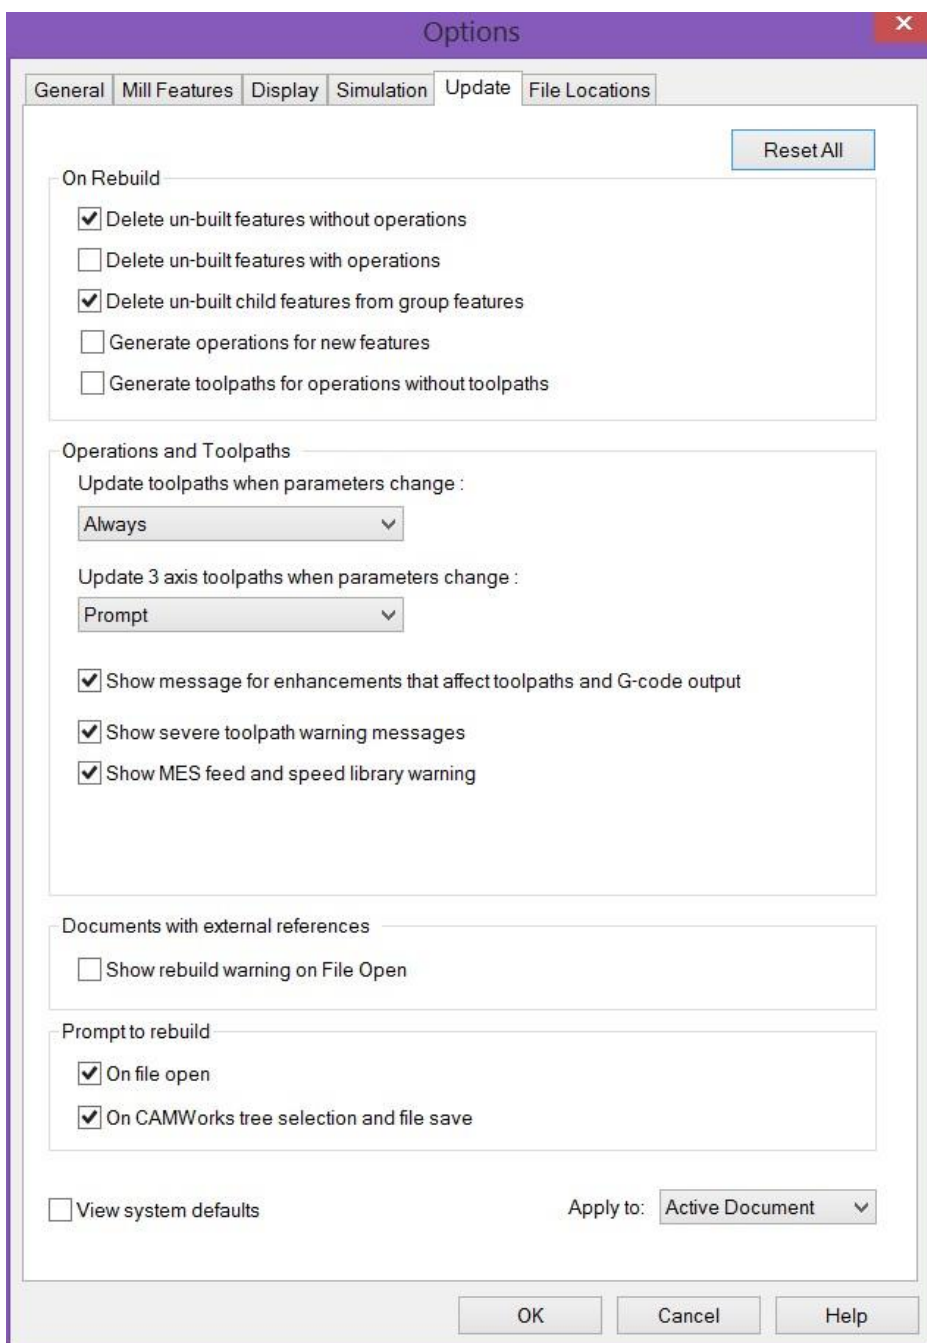 Options
General Mill Features Display Simulation Update File Locations
Reset All
On Rebuild
Delete un-built features without operations
Delete un-built features with operations
Delete un-built child features from group features
Generate operations for new features
Generate toolpaths for operations without toolpaths
Operations and Toolpaths
Update toolpaths when parameters change :
Always
Update 3 axis toolpaths when parameters change :
Prompt
Show message for enhancements that affect toolpaths and G-code output
Show severe toolpath warning messages
Show MES feed and speed library warning
Documents with external references
Show rebuild warning on File Open
Prompt to rebuild
On file open
On CAMWorks tree selection and file save
View system defaults Apply to: Active Document
OK Cancel Help